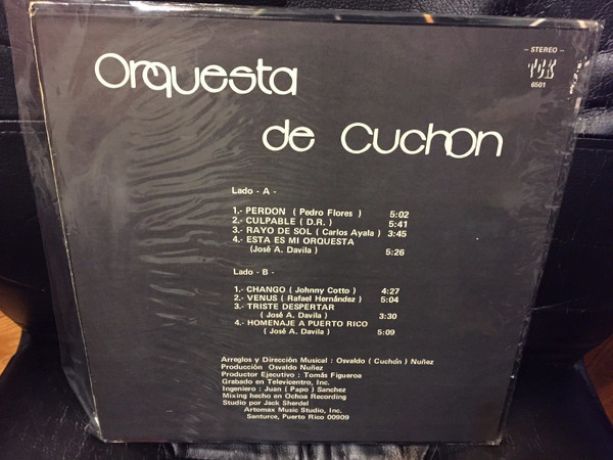 Orquesta
de Cuchon
- STEREO -
TCK
6501
Lado - A -
1.- PERDON ( Pedro Flores ) 5:02
2.- CULPABLE ( D.R. ) 5:41
3.- RAYO DE SOL ( Carlos Ayala ) 3:45
4.- ESTA ES MI ORQUESTA
(José A. Davila ) 5:26
Lado - B -
1.- CHANGO ( Johnny Cotto ) 4:27
2.- VENUS ( Rafael Hernández ) 5:04
3.- TRISTE DESPERTAR
( José A. Davila ) 3:30
4.- HOMENAJE A PUERTO RICO
( José A. Davila ) 5:09
Arreglos y Dirección Musical : Osvaldo ( Cuchón ) Nuñez
Producción Osvaldo Nuñez
Productor Ejecutivo : Tomás Figueroa
Grabado en Televicentro, Inc.
Ingeniero : Juan ( Papo ) Sanchez
Mixing hecho en Ochoa Recording
Studio por Jack Sherdel
Artomax Music Studio, Inc.
Santurce, Puerto Rico 00909